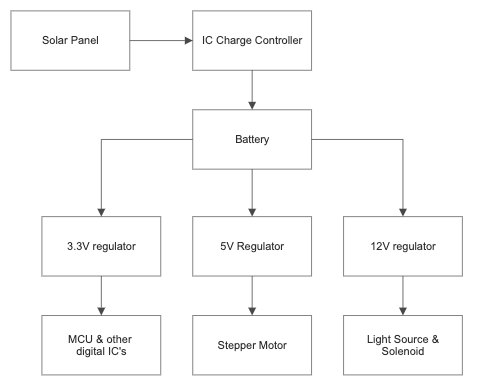 Solar Panel
IC Charge Controller
Battery
3.3V regulator
5V Regulator
12V regulator
MCU & other
digital IC's
Stepper Motor
Light Source &
Solenoid